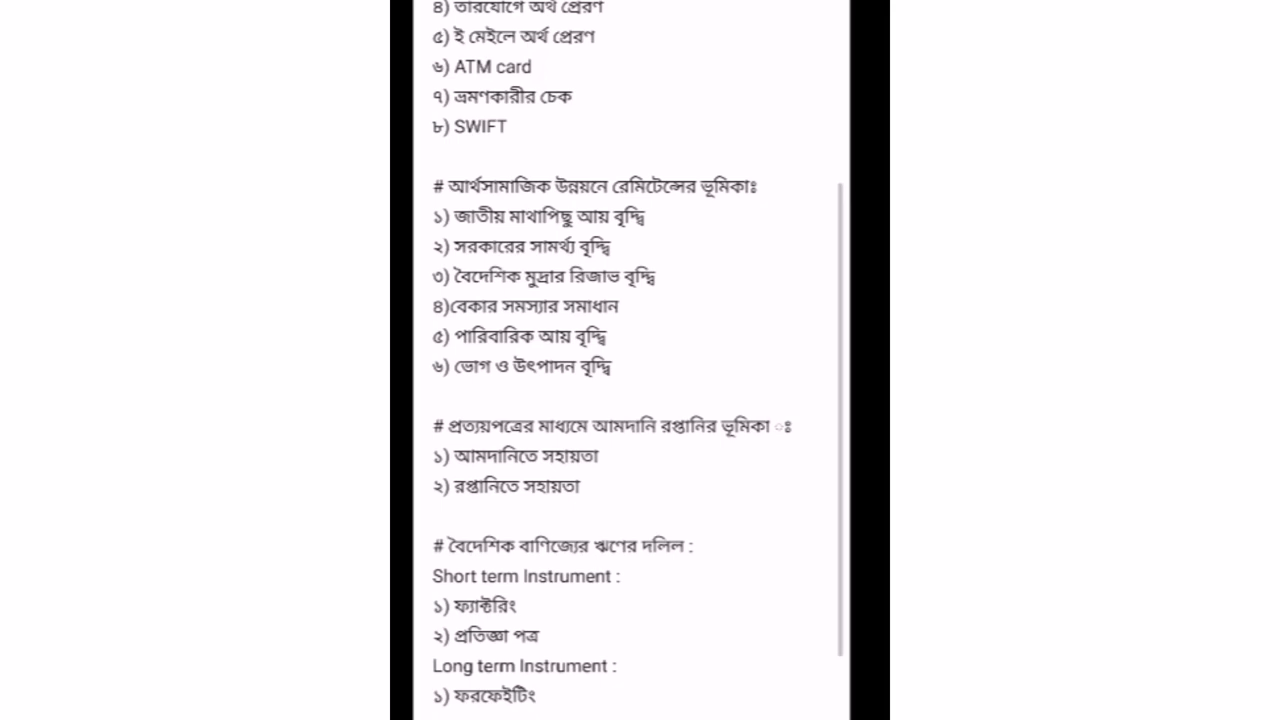 ৪) তারযোগে অর্থ প্রেরণ
৫) ই মেইলে অর্থ প্রেরণ
৬) ATM card
৭) ভ্রমণকারীর চেক
৮) SWIFT
# আর্থসামাজিক উন্নয়নে রেমিটেন্সের ভূমিকাঃ
১) জাতীয় মাথাপিছু আয় বৃদ্ধি
২) সরকারের সামর্থ্য বৃদ্ধি
৩) বৈদেশিক মুদ্রার রিজাভ বৃদ্ধি
৪)বেকার সমস্যার সমাধান
৫) পারিবারিক আয় বৃদ্ধি
৬) ভোগ ও উৎপাদন বৃদ্ধি
# প্রত্যয়পত্রের মাধ্যমে আমদানি রপ্তানির ভূমিকা ঃ
১) আমদানিতে সহায়তা
২) রপ্তানিতে সহায়তা
# বৈদেশিক বাণিজ্যের ঋণের দলিল :
Short term Instrument :
১) ফ্যাক্টরিং
২) প্রতিজ্ঞা পত্র
Long term Instrument :
১) ফরফেইটিং